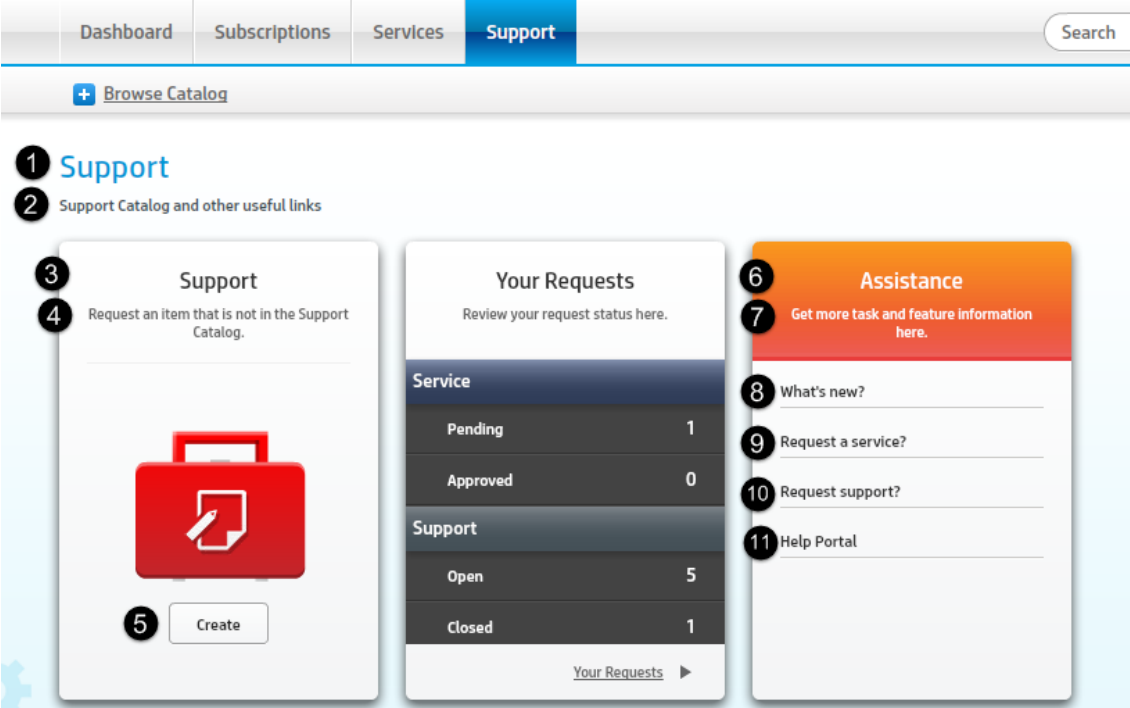 Dashboard Subscriptions Services Support Search
Browse Catalog
1 Support
2 Support Catalog and other useful links
3 Support
4 Request an item that is not in the Support
Catalog.
5 Create
Your Requests
Review your request status here.
Service
Pending 1
Approved 0
Support
Open 5
Closed 1
Your Requests
6 Assistance
7 Get more task and feature information
here.
8 What's new?
9 Request a service?
10 Request support?
11 Help Portal